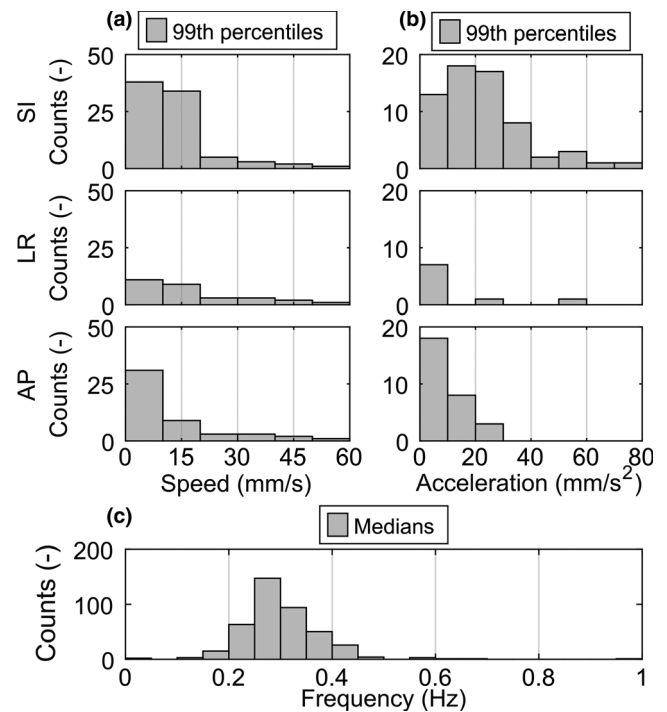 (a) 99th percentiles
(b) 99th percentiles
SI
Counts (-)
50
25
0
20
10
0
LR
Counts (-)
50
25
0
20
10
0
AP
Counts (-)
50
25
0
0 15 30 45 60
Speed (mm/s)
20
10
0
0 20 40 60 80
Acceleration (mm/s²)
(c) Medians
Counts (-)
200
100
0
0 0.2 0.4 0.6 0.8 1
Frequency (Hz)